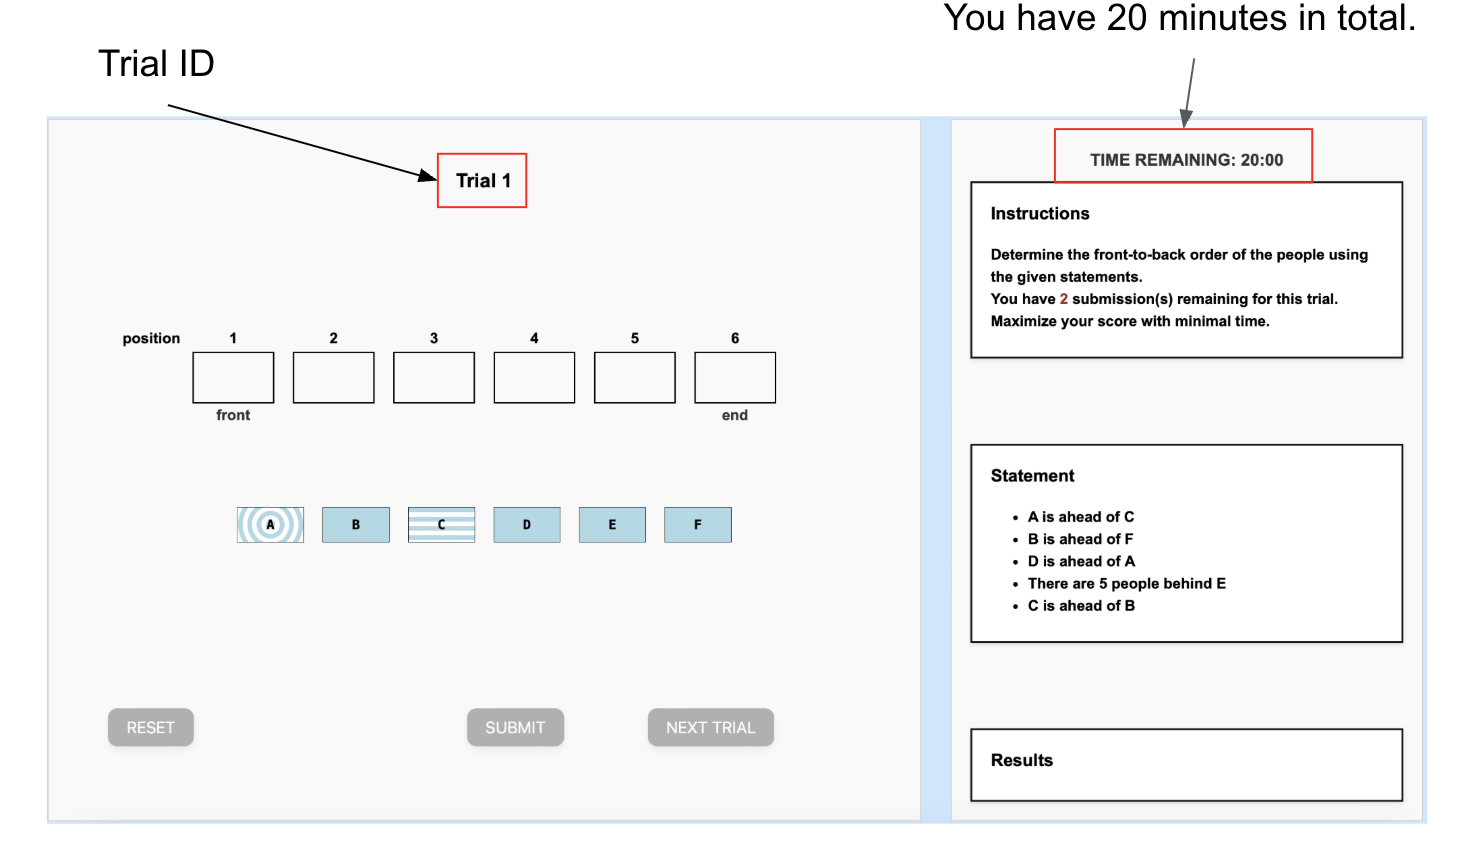 You have 20 minutes in total.
Trial ID
Trial 1
position 1 2 3 4 5 6
front end
A B C D E F
RESET SUBMIT NEXT TRIAL
TIME REMAINING: 20:00
Instructions
Determine the front-to-back order of the people using
the given statements.
You have 2 submission(s) remaining for this trial.
Maximize your score with minimal time.
Statement
• A is ahead of C
• B is ahead of F
• D is ahead of A
• There are 5 people behind E
• C is ahead of B
Results